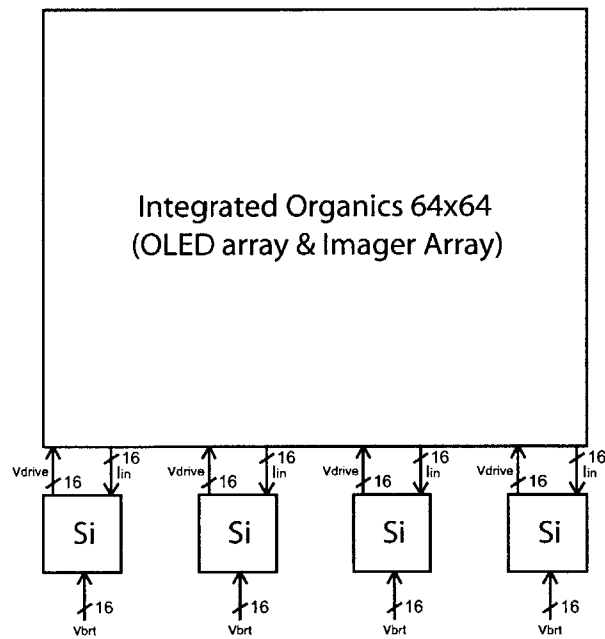 Integrated Organics 64x64
(OLED array & Imager Array)
16 16 16 16
Vdrive Iin Vdrive Iin Vdrive Iin Vdrive Iin
16 16 16 16
Si Si Si Si
16 16 16 16
Vbrt Vbrt Vbrt Vbrt